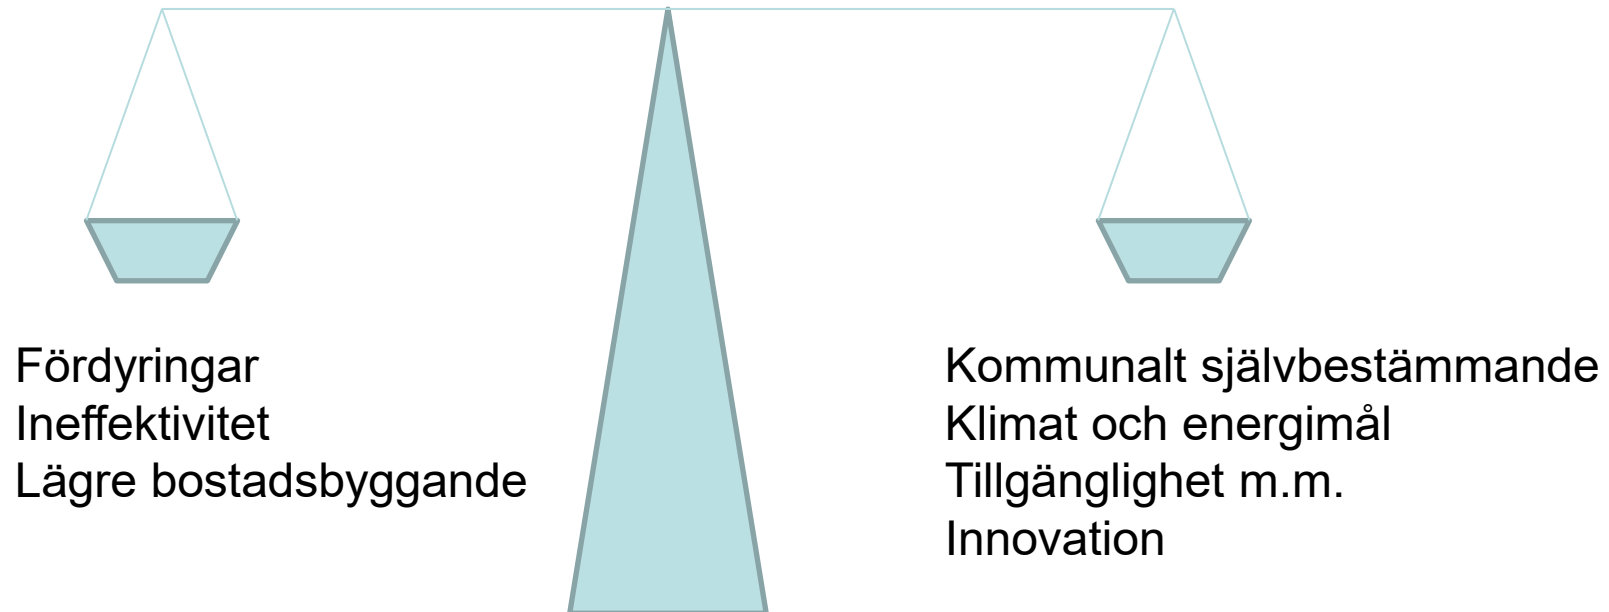 Fördyringar
Ineffektivitet
Lägre bostadsbyggande
Kommunalt självbestämmande
Klimat och energimål
Tillgänglighet m.m.
Innovation